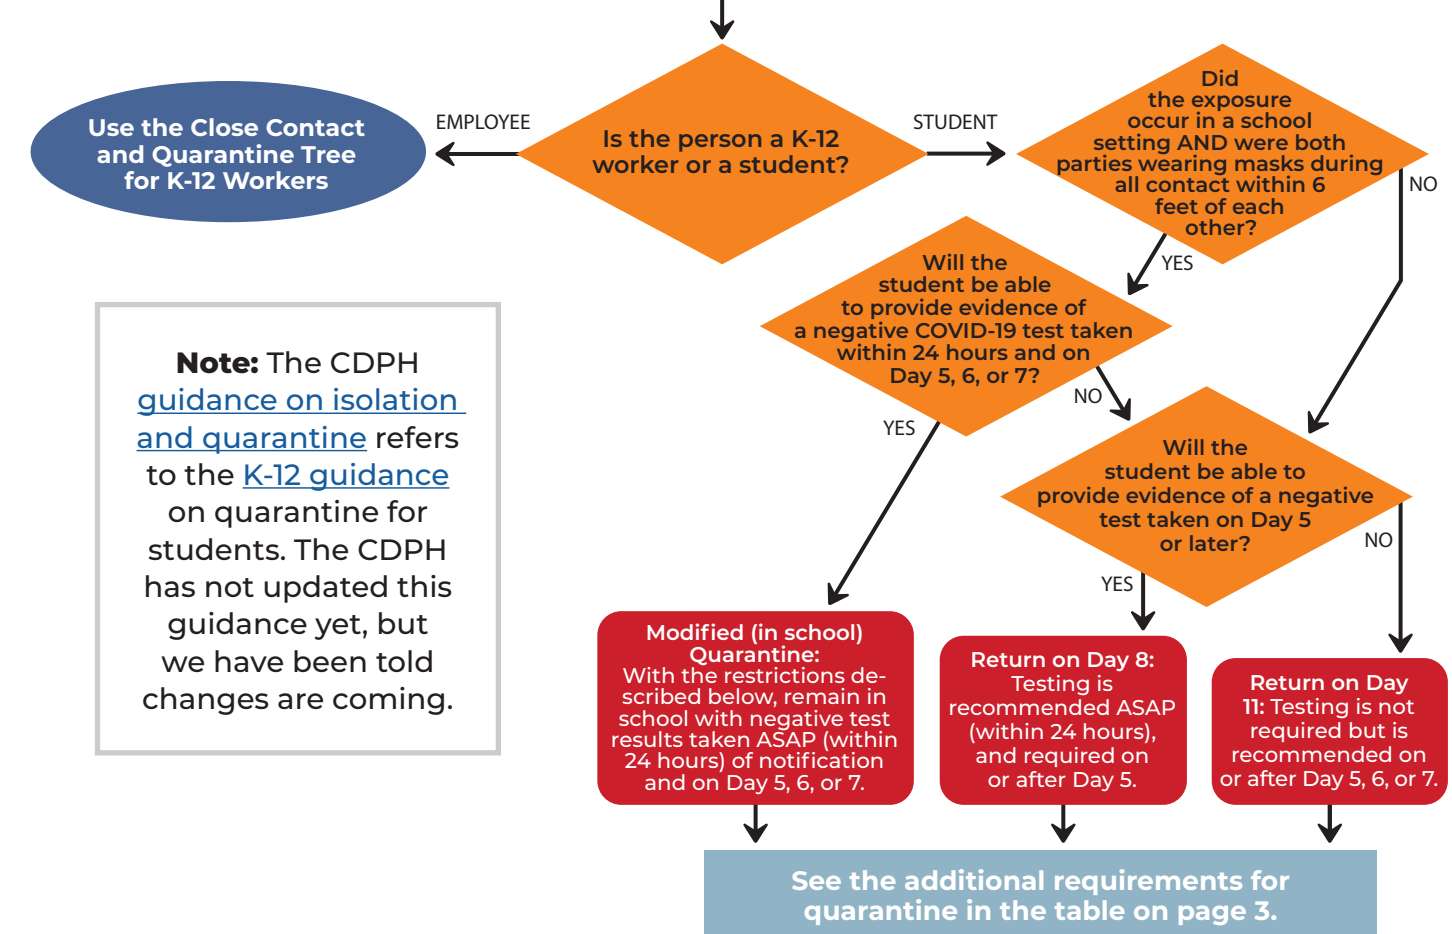 Use the Close Contact
and Quarantine Tree
for K-12 Workers
EMPLOYEE
Is the person a K-12
worker or a student?
STUDENT
Did
the exposure
occur in a school
setting AND were both
parties wearing masks during
all contact within 6
feet of each
other?
NO
YES
Will the
student be able
to provide evidence of
a negative COVID-19 test taken
within 24 hours and on
Day 5, 6, or 7?
NO
YES
Will the
student be able to
provide evidence of a negative
test taken on Day 5
or later?
NO
YES
Note: The CDPH
guidance on isolation
and quarantine refers
to the K-12 guidance
on quarantine for
students. The CDPH
has not updated this
guidance yet, but
we have been told
changes are coming.
Modified (in school)
Quarantine:
With the restrictions de-
scribed below, remain in
school with negative test
results taken ASAP (within
24 hours) of notification
and on Day 5, 6, or 7.
Return on Day 8:
Testing is
recommended ASAP
(within 24 hours),
and required on
or after Day 5.
Return on Day
11: Testing is not
required but is
recommended on
or after Day 5, 6, or 7.
See the additional requirements for
quarantine in the table on page 3.